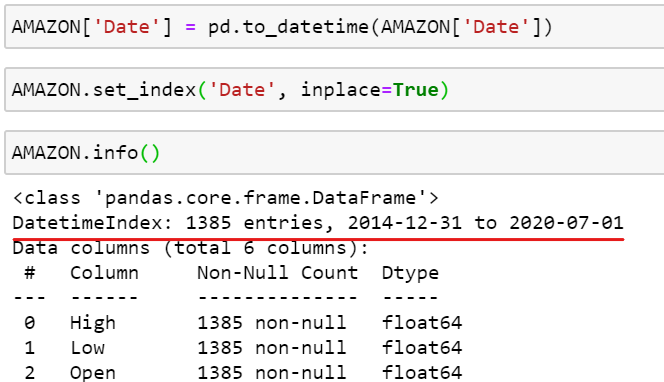 AMAZON['Date'] = pd.to_datetime(AMAZON['Date'])
AMAZON.set_index('Date', inplace=True)
AMAZON.info()
<class 'pandas.core.frame.DataFrame'>
DatetimeIndex: 1385 entries, 2014-12-31 to 2020-07-01
Data columns (total 6 columns):
 #   Column     Non-Null Count  Dtype
---  ------     --------------  -----
 0   High       1385 non-null   float64
 1   Low        1385 non-null   float64
 2   Open       1385 non-null   float64